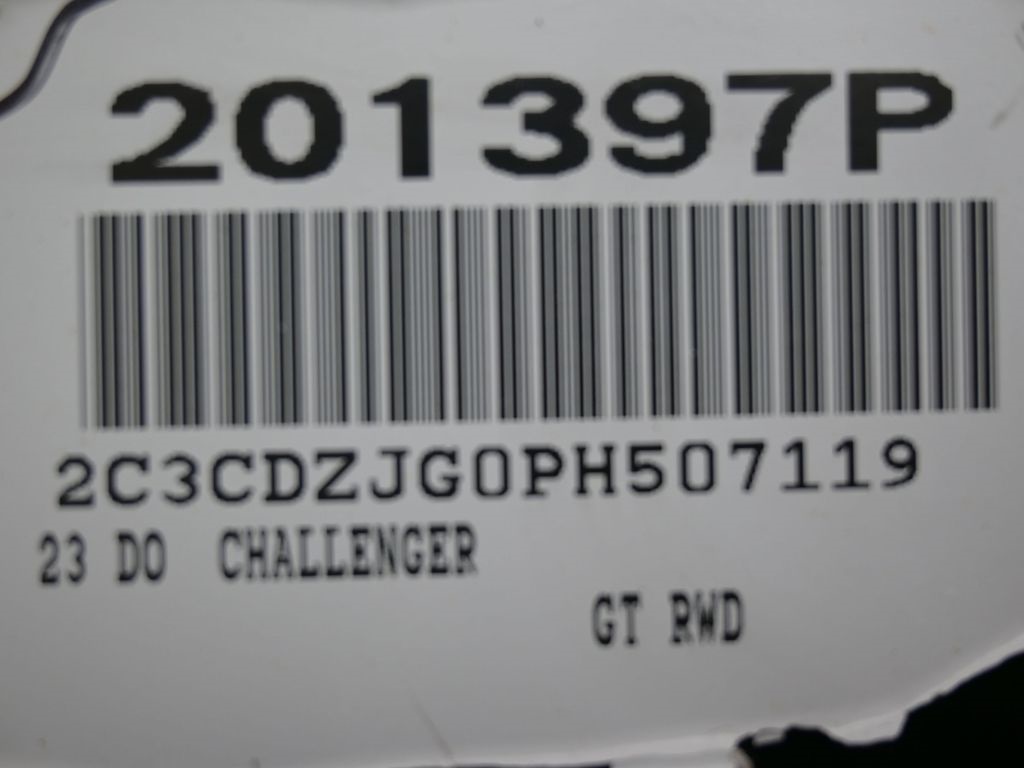 201397P
2C3CDZJG0PH507119
23 DO CHALLENGER
GT RWD